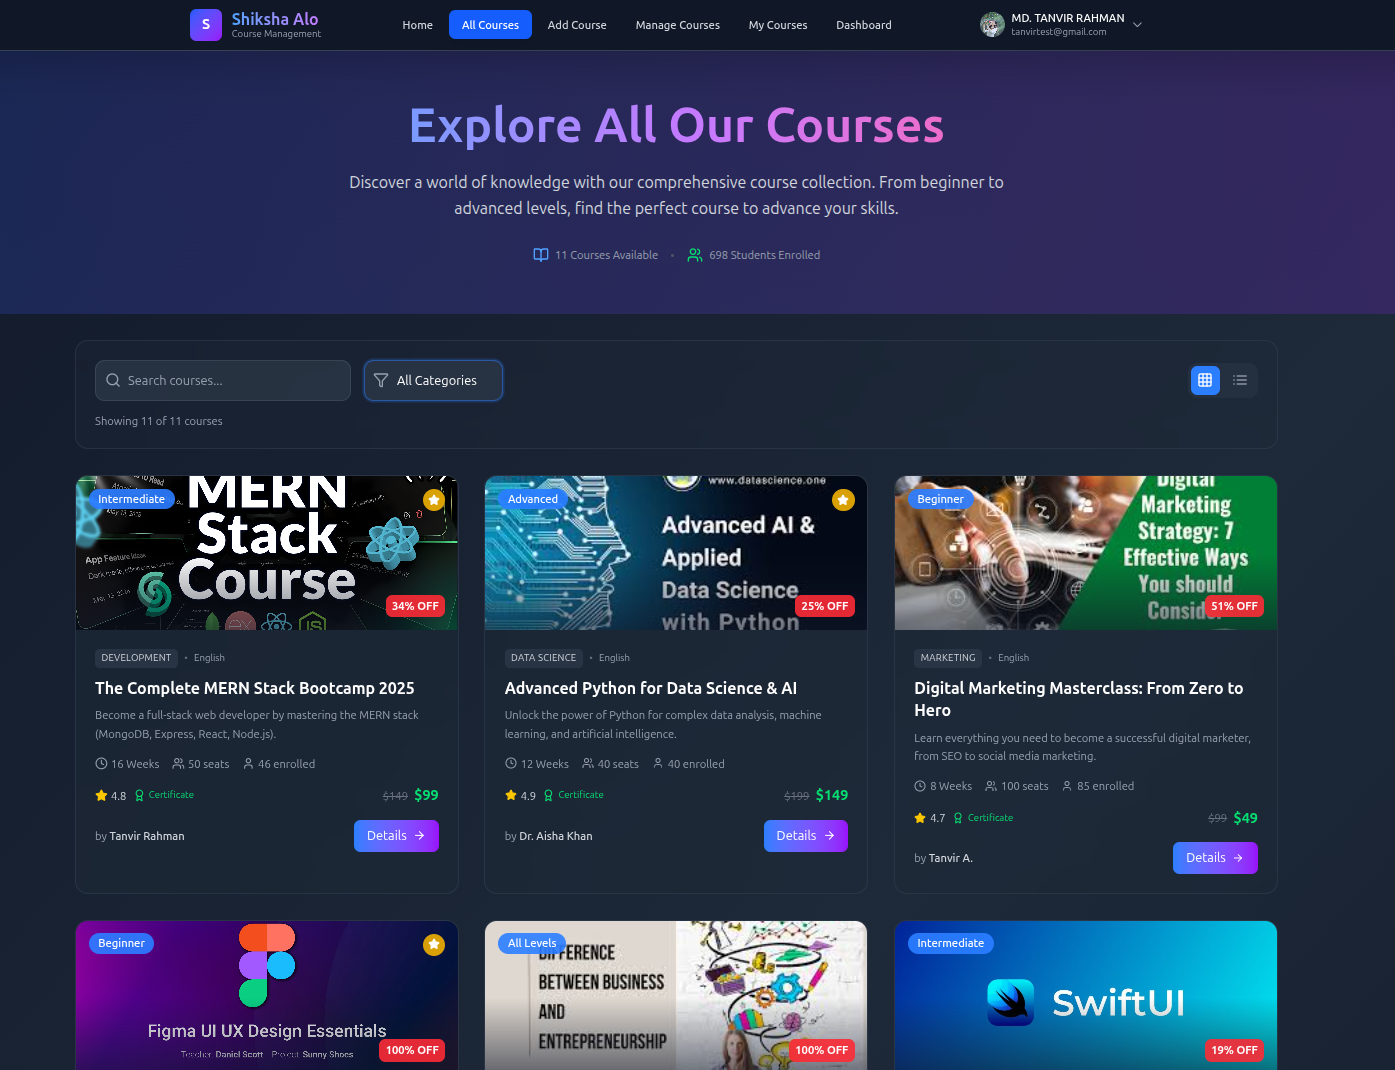 S
Shiksha Alo
Course Management
Home
All Courses
Add Course
Manage Courses
My Courses
Dashboard
MD. TANVIR RAHMAN
tanvirtest@gmail.com
Explore All Our Courses
Discover a world of knowledge with our comprehensive course collection. From beginner to
advanced levels, find the perfect course to advance your skills.
11 Courses Available • 698 Students Enrolled
Search courses...
All Categories
Showing 11 of 11 courses
Intermediate
MERN
Stack
Course
App Feature Ideas
34% OFF
DEVELOPMENT • English
The Complete MERN Stack Bootcamp 2025
Become a full-stack web developer by mastering the MERN stack
(MongoDB, Express, React, Node.js).
16 Weeks 50 seats 46 enrolled
4.8 Certificate $149 $99
by Tanvir Rahman
Details →
Advanced
www.datascience.one
Advanced AI &
Applied
Data Science
with Python
25% OFF
DATA SCIENCE • English
Advanced Python for Data Science & AI
Unlock the power of Python for complex data analysis, machine
learning, and artificial intelligence.
12 Weeks 40 seats 40 enrolled
4.9 Certificate $199 $149
by Dr. Aisha Khan
Details →
Beginner
Digital
Marketing
Strategy: 7
Effective Ways
You should
51% OFF
MARKETING • English
Digital Marketing Masterclass: From Zero to
Hero
Learn everything you need to become a successful digital marketer,
from SEO to social media marketing.
8 Weeks 100 seats 85 enrolled
4.7 Certificate $99 $49
by Tanvir A.
Details →
Beginner
Figma UI UX Design Essentials
Teacher Daniel Scott Project Sunny Shoes
100% OFF
All Levels
DIFFERENCE
BETWEEN BUSINESS
AND
ENTREPRENEURSHIP
100% OFF
Intermediate
SwiftUI
19% OFF